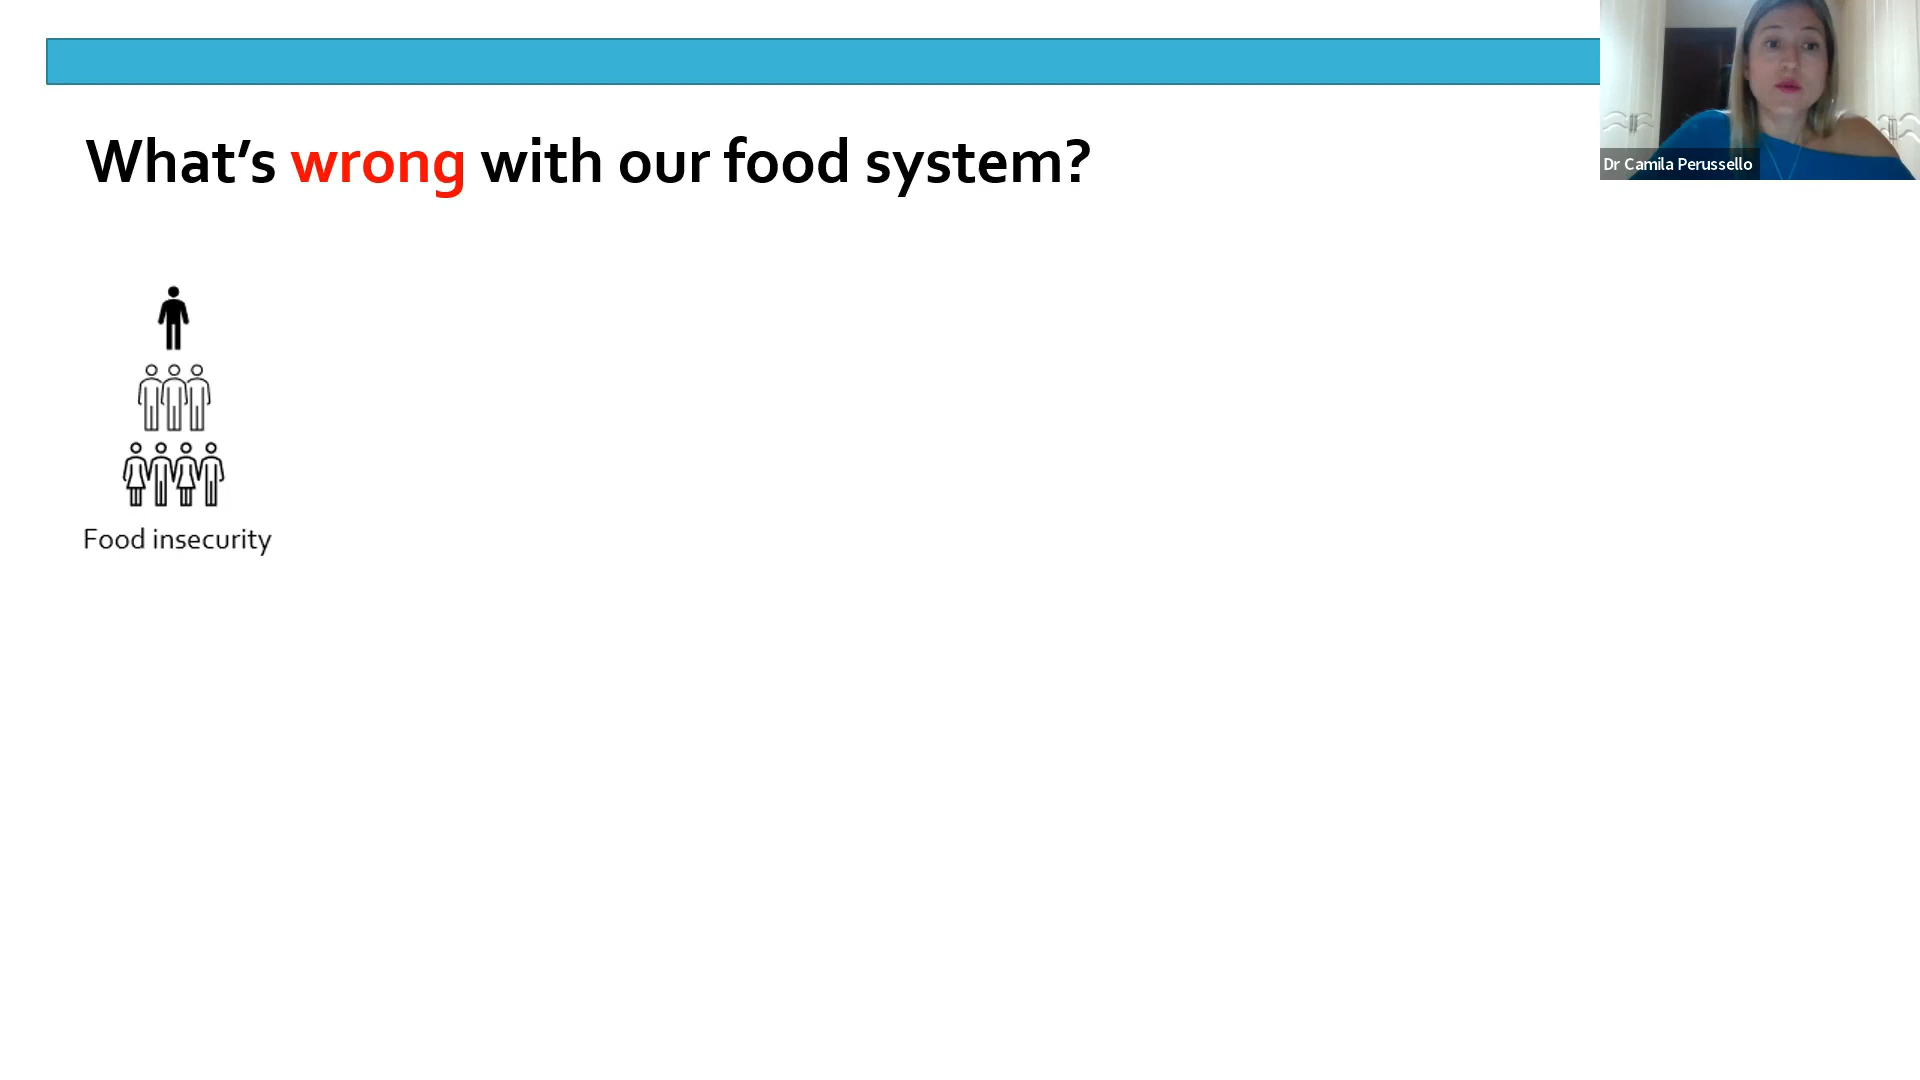 What's wrong with our food system?
Dr Camila Perussello
Food insecurity